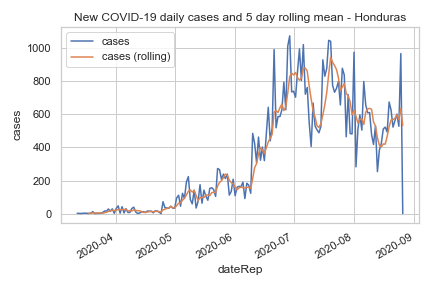 New COVID-19 daily cases and 5 day rolling mean - Honduras
cases
cases (rolling)
1000
800
600
400
200
0
cases
2020-04
2020-05
2020-06
2020-07
2020-08
2020-09
dateRep